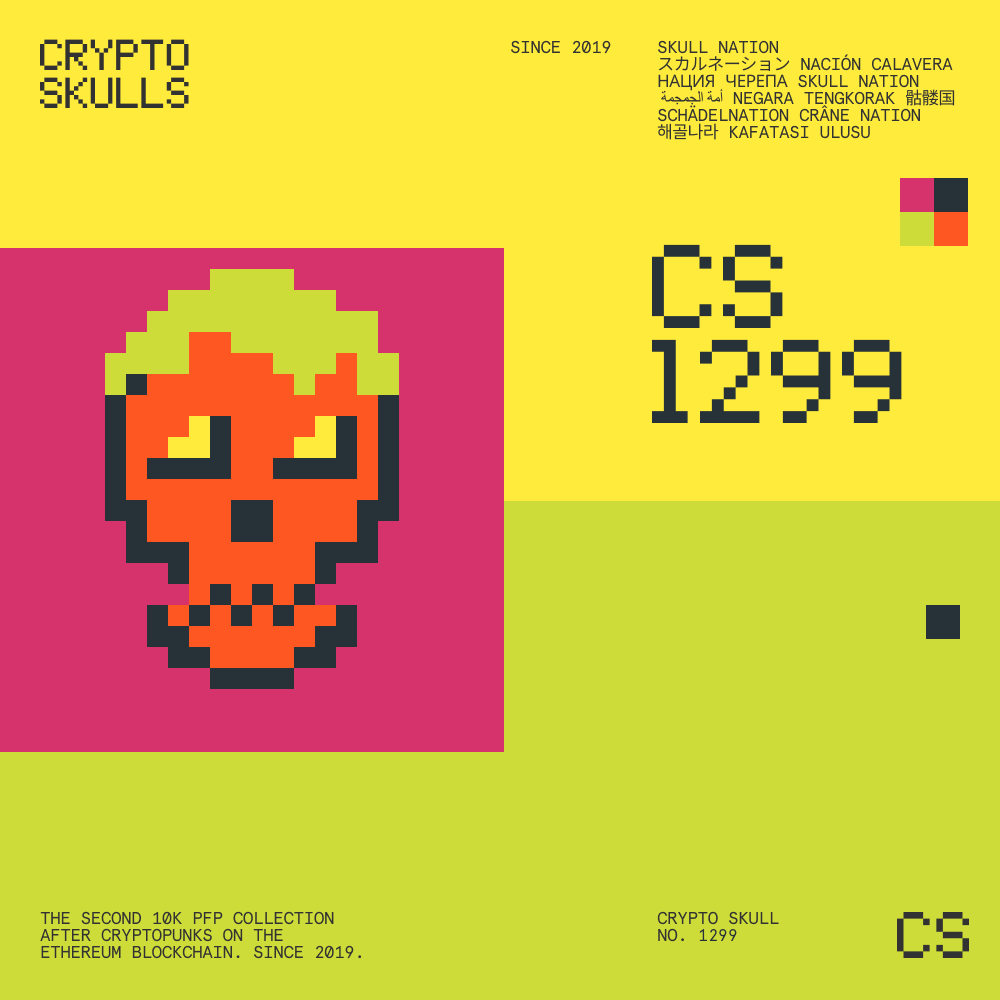 CRYPTO
SKULLS
SINCE 2019
SKULL NATION
スカルネーション NACIÓN CALAVERA
НАЦИЯ ЧЕРЕПА SKULL NATION
أمة الجمجمة NEGARA TENGKORAK 骷髅国
SCHÄDELNATION CRÂNE NATION
해골나라 KAFATASI ULUSU
CS
1299
THE SECOND 10K PFP COLLECTION
AFTER CRYPTOPUNKS ON THE
ETHEREUM BLOCKCHAIN. SINCE 2019.
CRYPTO SKULL
NO. 1299
CS